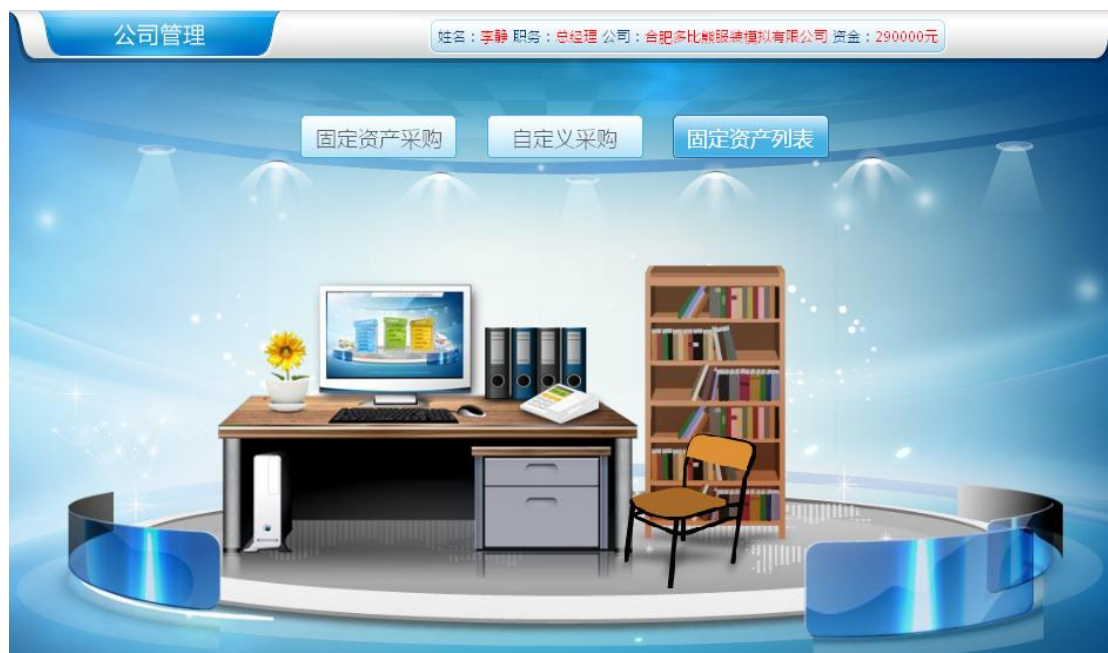 公司管理
姓名：李静 职务：总经理 公司：合肥多比熊服装模拟有限公司 资金：290000元
固定资产采购 自定义采购 固定资产列表